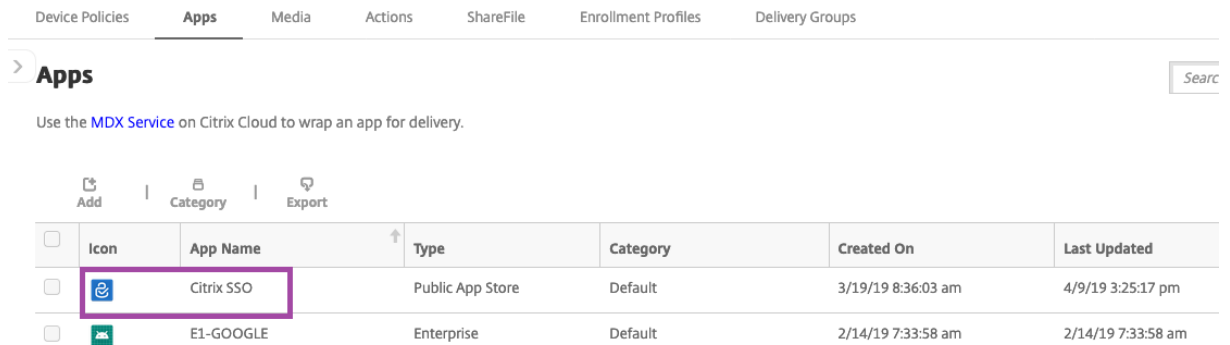 Device Policies Apps Media Actions ShareFile Enrollment Profiles Delivery Groups
Apps
Use the MDX Service on Citrix Cloud to wrap an app for delivery.
Add | Category | Export
Icon App Name Type Category Created On Last Updated
Citrix SSO Public App Store Default 3/19/19 8:36:03 am 4/9/19 3:25:17 pm
E1-GOOGLE Enterprise Default 2/14/19 7:33:58 am 2/14/19 7:33:58 am